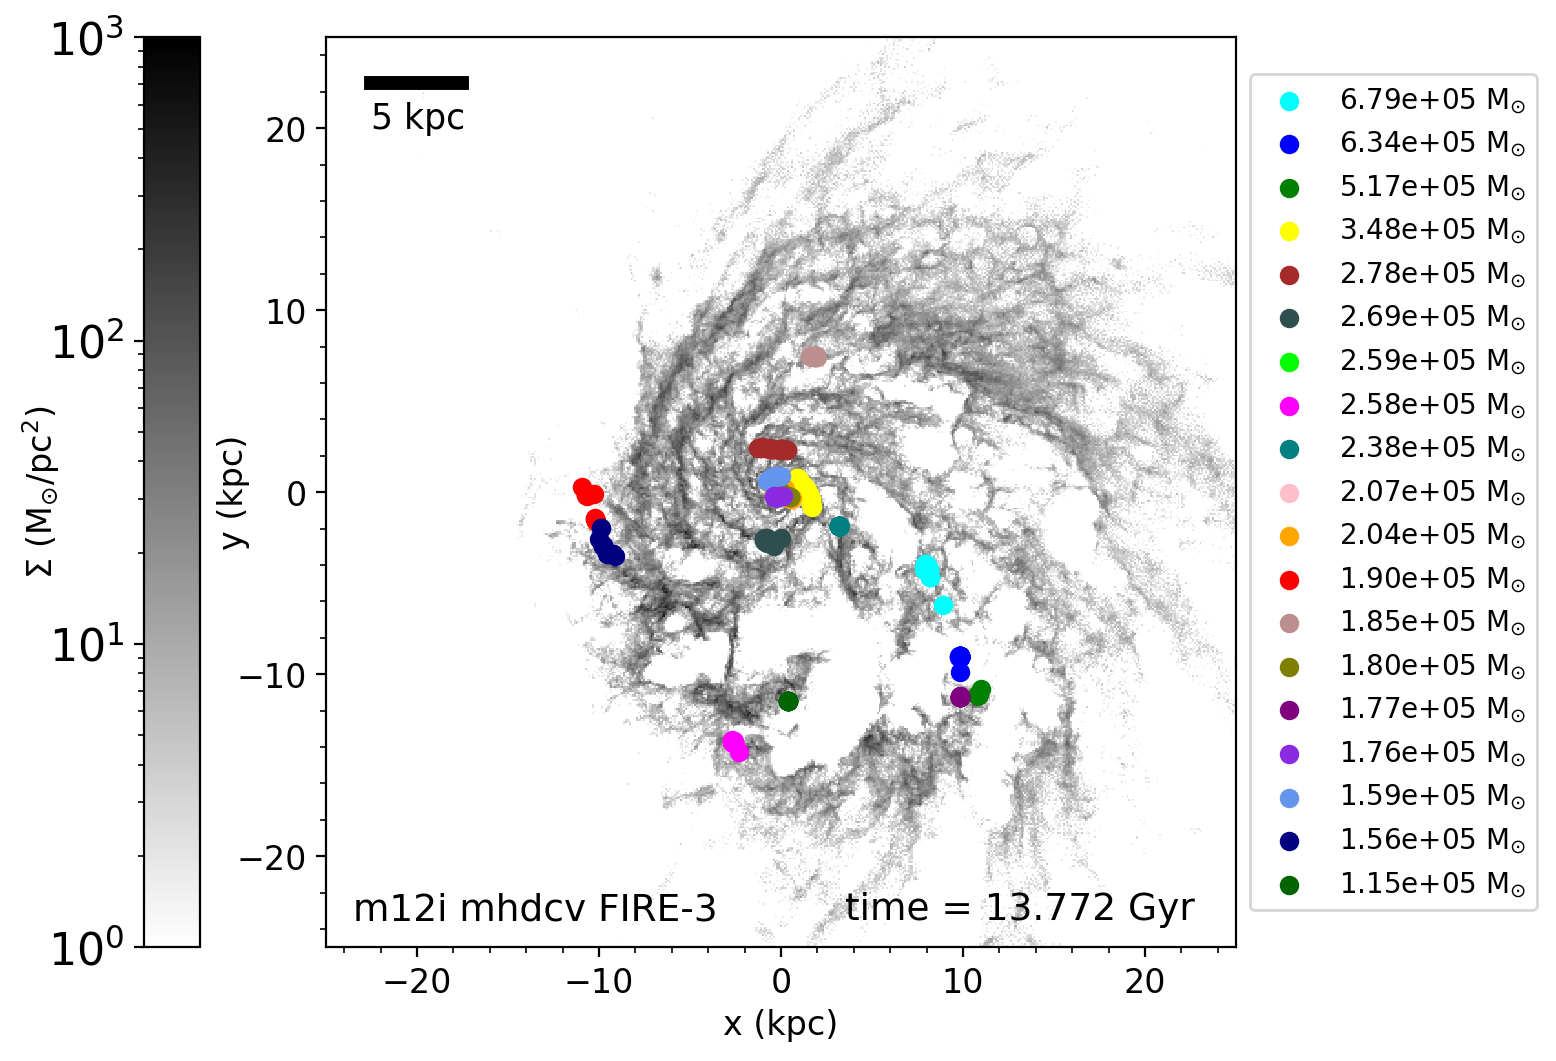 10³
10²
10¹
10⁰
Σ (M⊙/pc²)
y (kpc)
20
10
0
−10
−20
5 kpc
m12i mhdcv FIRE-3
time = 13.772 Gyr
−20 −10 0 10 20
x (kpc)
6.79e+05 M⊙
6.34e+05 M⊙
5.17e+05 M⊙
3.48e+05 M⊙
2.78e+05 M⊙
2.69e+05 M⊙
2.59e+05 M⊙
2.58e+05 M⊙
2.38e+05 M⊙
2.07e+05 M⊙
2.04e+05 M⊙
1.90e+05 M⊙
1.85e+05 M⊙
1.80e+05 M⊙
1.77e+05 M⊙
1.76e+05 M⊙
1.59e+05 M⊙
1.56e+05 M⊙
1.15e+05 M⊙